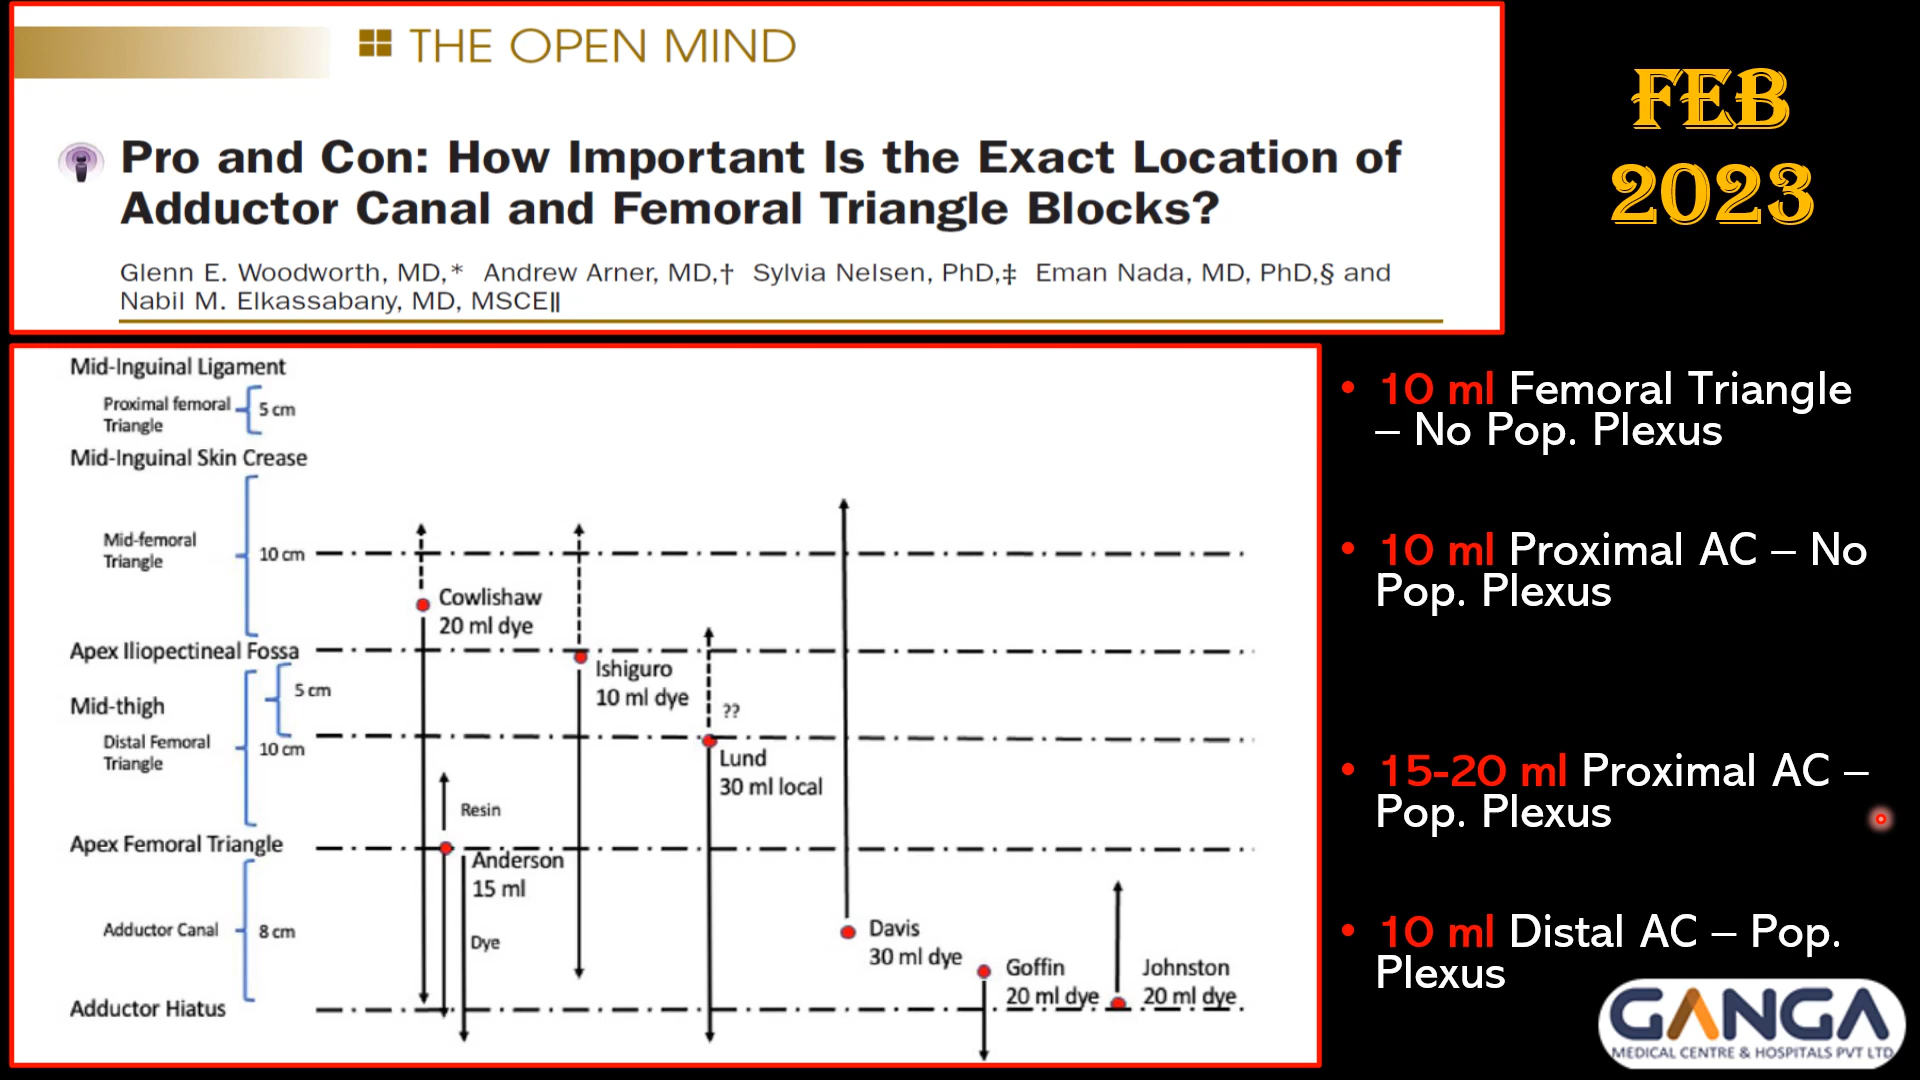 THE OPEN MIND
Pro and Con: How Important Is the Exact Location of
Adductor Canal and Femoral Triangle Blocks?
Glenn E. Woodworth, MD,* Andrew Arner, MD,† Sylvia Nelsen, PhD,‡ Eman Nada, MD, PhD,§ and
Nabil M. Elkassabany, MD, MSCE‖
FEB
2023
Mid-Inguinal Ligament
Proximal femoral
Triangle
5 cm
Mid-Inguinal Skin Crease
Mid-femoral
Triangle
10 cm
Cowlishaw
20 ml dye
Apex Iliopectineal Fossa
Ishiguro
10 ml dye
5 cm
Mid-thigh
??
Distal Femoral
Triangle
10 cm
Lund
30 ml local
Resin
Apex Femoral Triangle
Anderson
15 ml
Adductor Canal
8 cm
Dye
Davis
30 ml dye
Goffin
20 ml dye
Johnston
20 ml dye
Adductor Hiatus
• 10 ml Femoral Triangle
– No Pop. Plexus
• 10 ml Proximal AC – No
Pop. Plexus
• 15-20 ml Proximal AC –
Pop. Plexus
• 10 ml Distal AC – Pop.
Plexus
GANGA
MEDICAL CENTRE & HOSPITALS PVT LTD